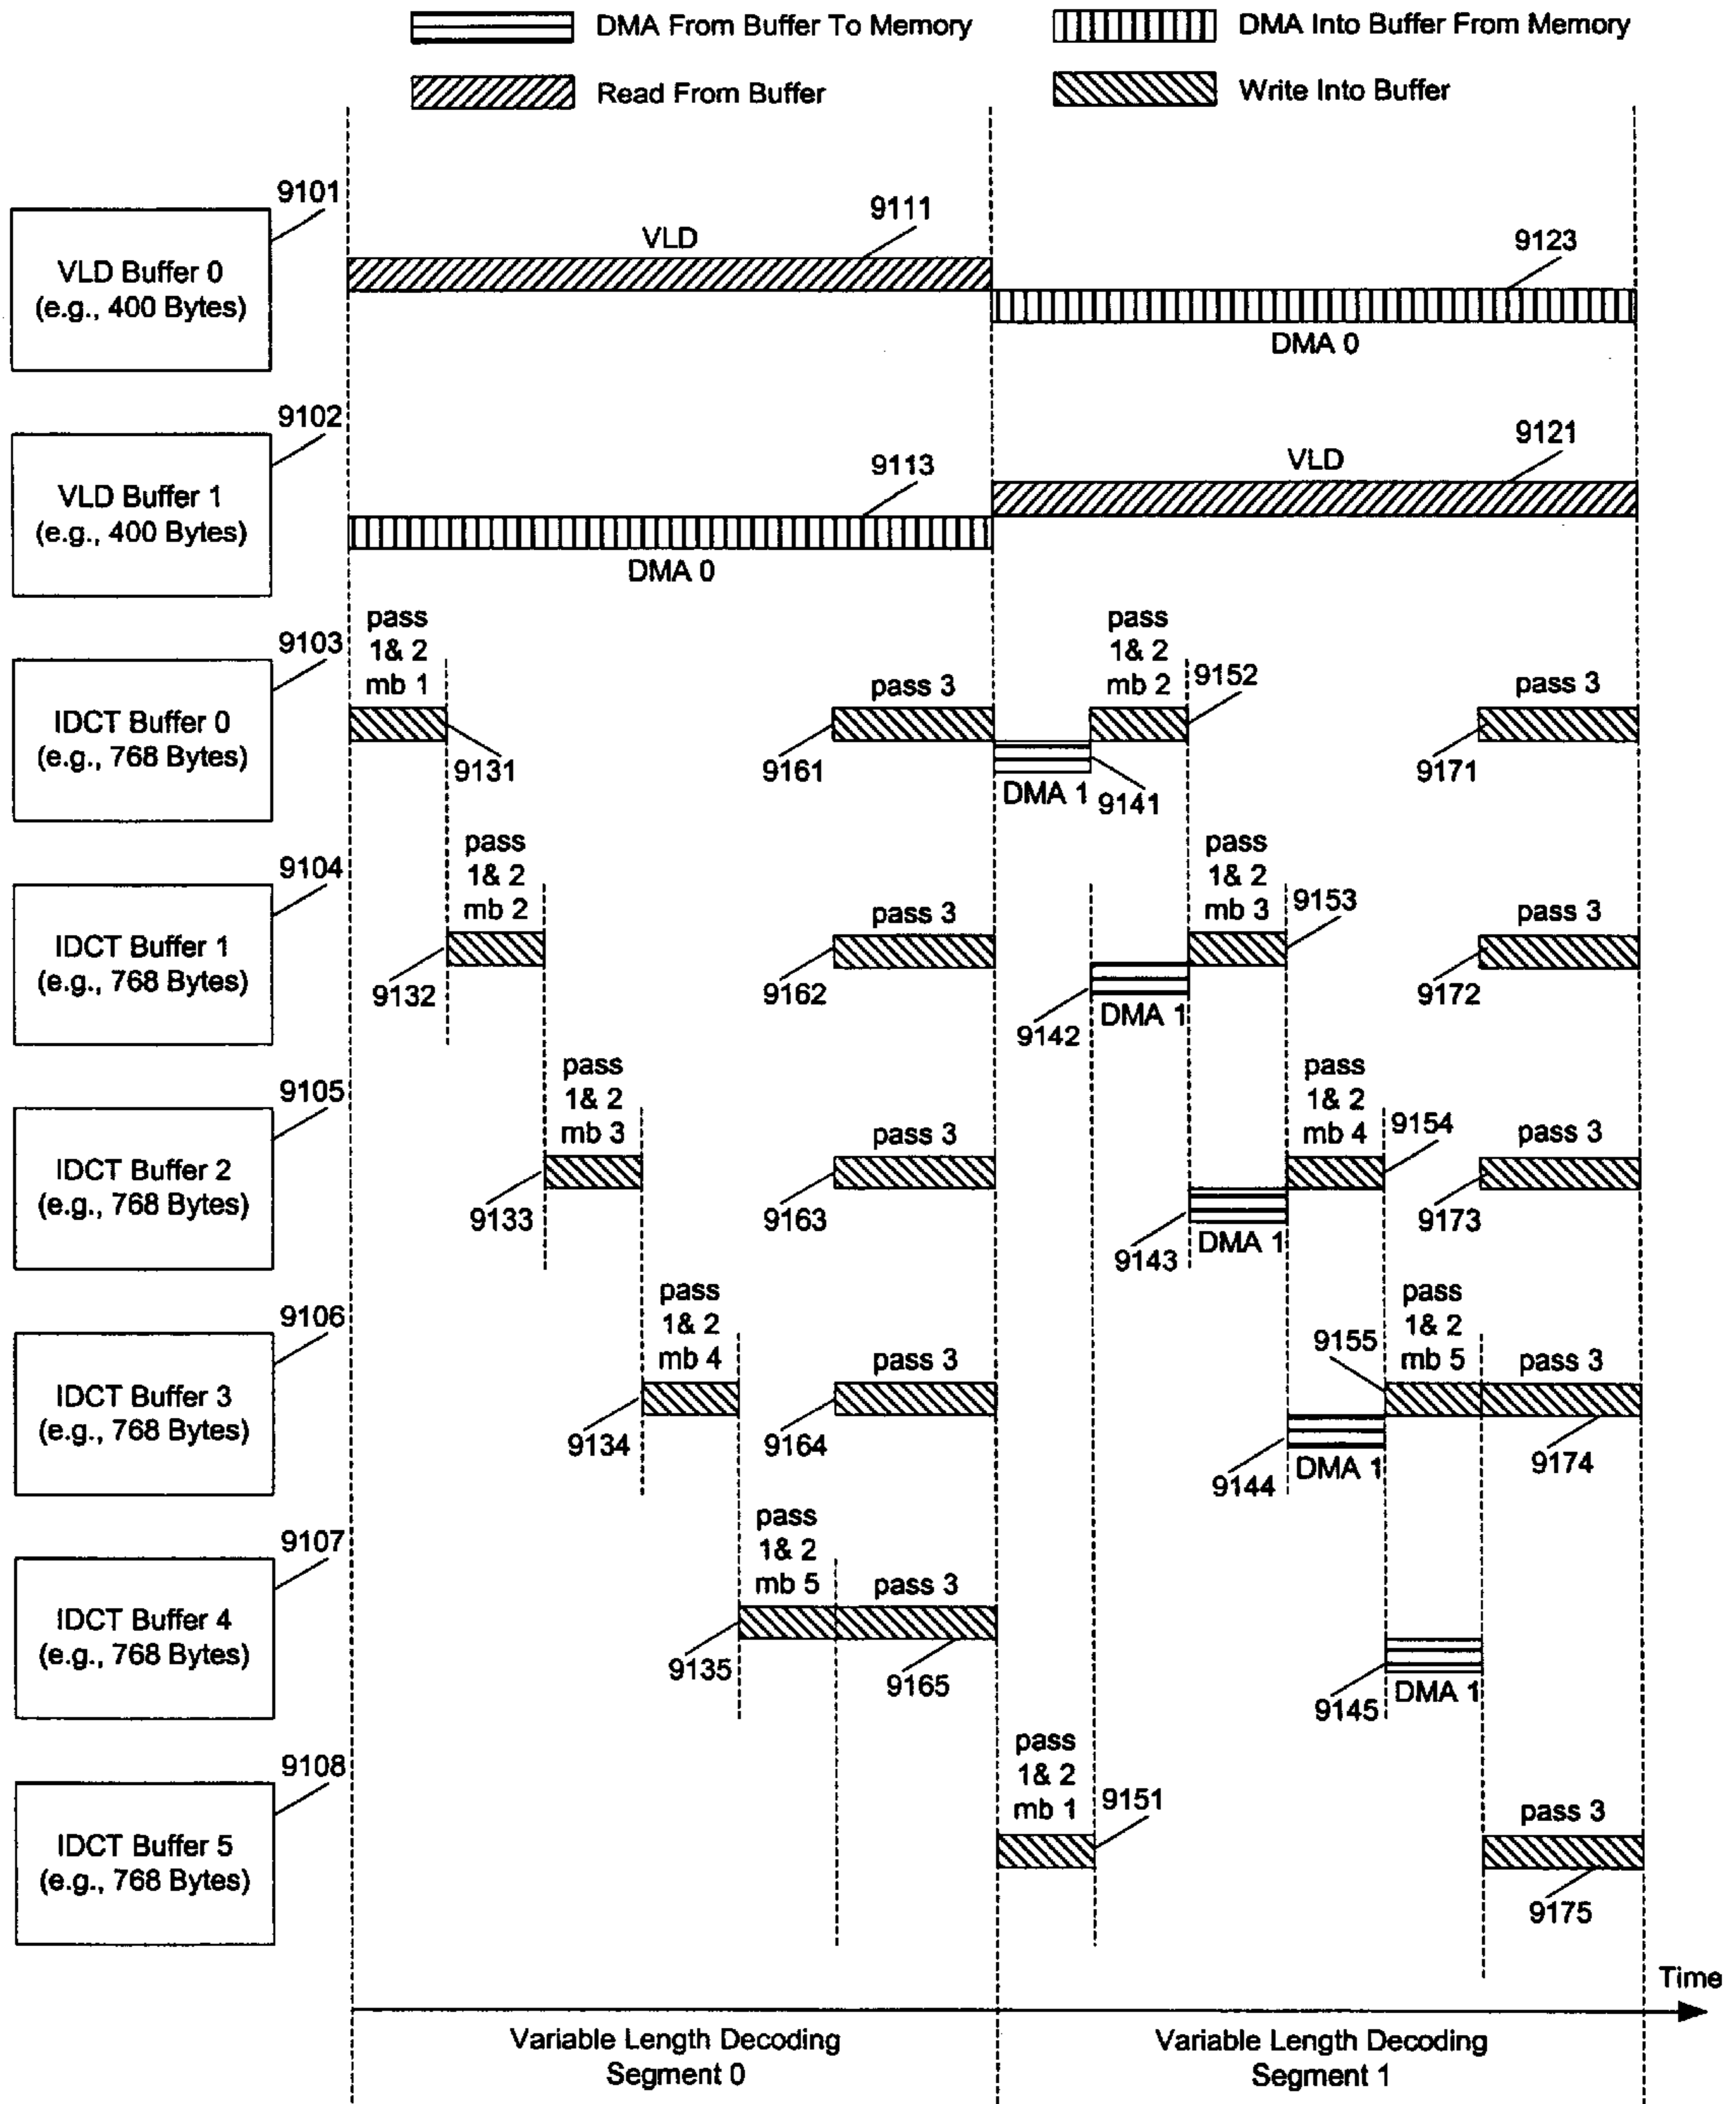 DMA From Buffer To Memory
DMA Into Buffer From Memory
Read From Buffer
Write Into Buffer
9101
VLD Buffer 0
(e.g., 400 Bytes)
VLD
9111
9123
DMA 0
9102
VLD Buffer 1
(e.g., 400 Bytes)
9113
DMA 0
VLD
9121
9103
IDCT Buffer 0
(e.g., 768 Bytes)
pass
1& 2
mb 1
9131
pass 3
9161
DMA 1
9141
pass
1& 2
mb 2
9152
pass 3
9171
9104
IDCT Buffer 1
(e.g., 768 Bytes)
pass
1& 2
mb 2
9132
pass 3
9162
9142
DMA 1
pass
1& 2
mb 3
9153
pass 3
9172
9105
IDCT Buffer 2
(e.g., 768 Bytes)
pass
1& 2
mb 3
9133
pass 3
9163
9143
DMA 1
pass
1& 2
mb 4
9154
pass 3
9173
9106
IDCT Buffer 3
(e.g., 768 Bytes)
pass
1& 2
mb 4
9134
pass 3
9164
9144
DMA 1
9155
pass
1& 2
mb 5
pass 3
9174
9107
IDCT Buffer 4
(e.g., 768 Bytes)
pass
1& 2
mb 5
9135
pass 3
9165
9145
DMA 1
9108
IDCT Buffer 5
(e.g., 768 Bytes)
pass
1& 2
mb 1
9151
pass 3
9175
Time
Variable Length Decoding
Segment 0
Variable Length Decoding
Segment 1